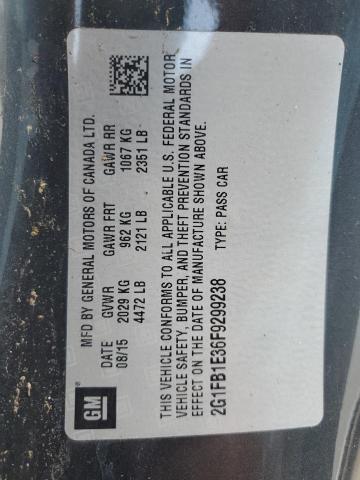 MFD BY GENERAL MOTORS OF CANADA LTD.
DATE GVWR GAWR FRT GAWR RR
08/15 2029 KG 962 KG 1067 KG
4472 LB 2121 LB 2351 LB
THIS VEHICLE CONFORMS TO ALL APPLICABLE U.S. FEDERAL MOTOR
VEHICLE SAFETY, BUMPER, AND THEFT PREVENTION STANDARDS IN
EFFECT ON THE DATE OF MANUFACTURE SHOWN ABOVE.
2G1FB1E36F9299238 TYPE: PASS CAR
GM